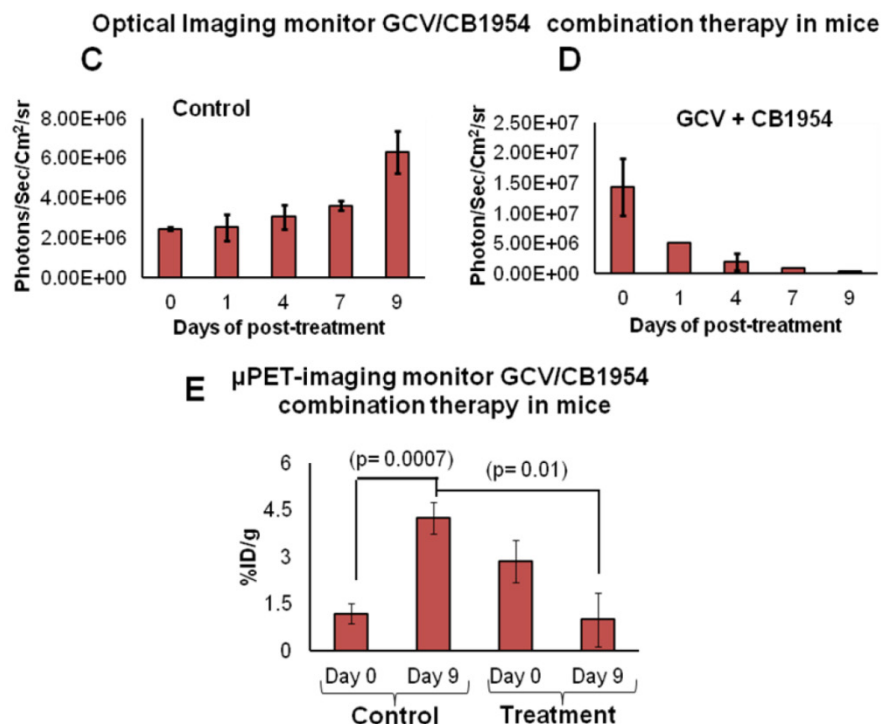 Optical Imaging monitor GCV/CB1954 combination therapy in mice
C
Control
Photons/Sec/Cm²/sr
8.00E+06
6.00E+06
4.00E+06
2.00E+06
0.00E+00
0 1 4 7 9
Days of post-treatment
D
GCV + CB1954
Photon/Sec/Cm²/sr
2.50E+07
2.00E+07
1.50E+07
1.00E+07
5.00E+06
0.00E+00
0 1 4 7 9
Days of post-treatment
E
µPET-imaging monitor GCV/CB1954
combination therapy in mice
(p= 0.0007)
(p= 0.01)
%ID/g
6
4.5
3
1.5
0
Day 0 Day 9 Day 0 Day 9
Control Treatment